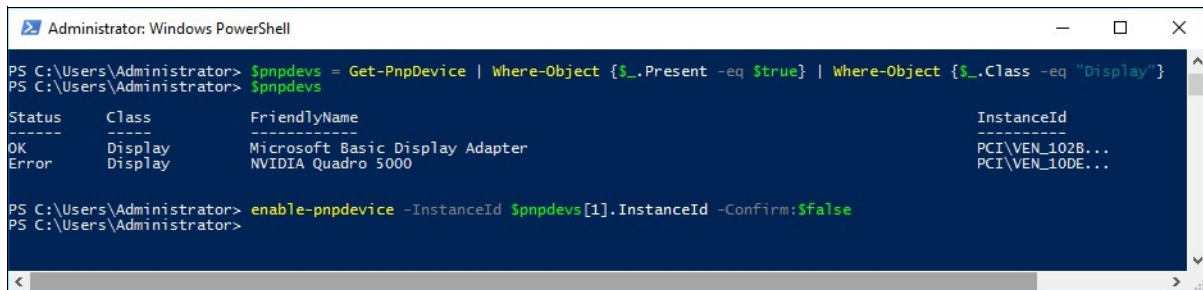 Administrator: Windows PowerShell
PS C:\Users\Administrator> $pnpdevs = Get-PnpDevice | Where-Object {$_.Present -eq $true} | Where-Object {$_.Class -eq "Display"}
PS C:\Users\Administrator> $pnpdevs
Status Class FriendlyName InstanceId
------ ----- ------------ ----------
OK Display Microsoft Basic Display Adapter PCI\VEN_102B...
Error Display NVIDIA Quadro 5000 PCI\VEN_10DE...
PS C:\Users\Administrator> enable-pnpdevice -InstanceId $pnpdevs[1].InstanceId -Confirm:$false
PS C:\Users\Administrator>